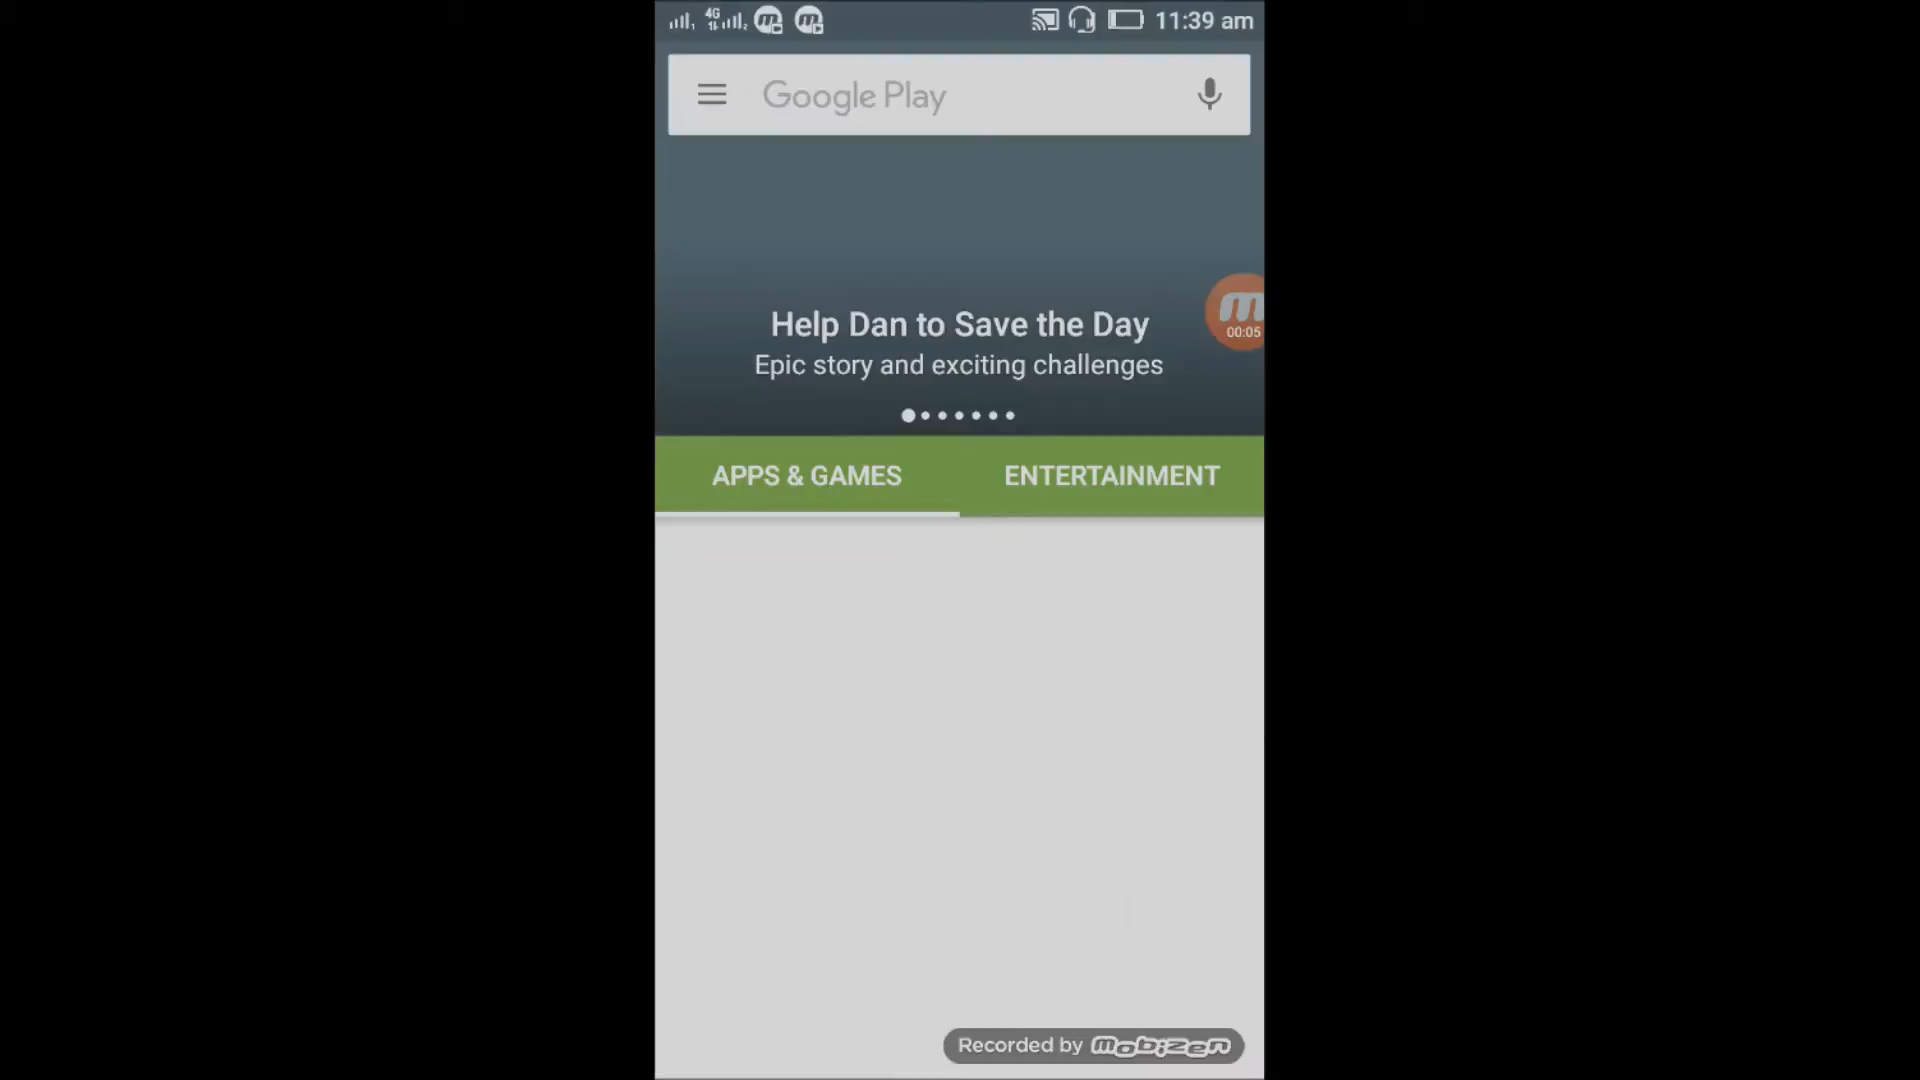 4G
11:39 am
Google Play
Help Dan to Save the Day
00:05
Epic story and exciting challenges
APPS & GAMES
ENTERTAINMENT
Recorded by mobizen